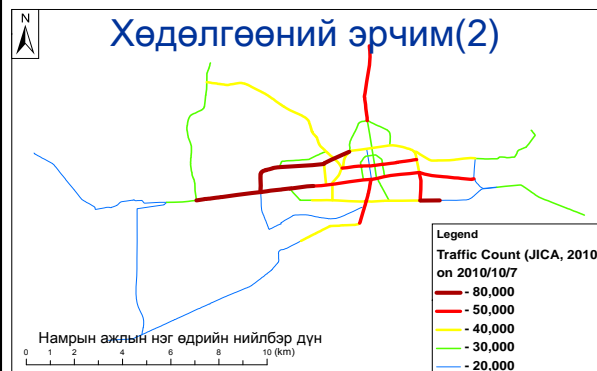 N
Хөдөлгөөний эрчим(2)
Legend
Traffic Count (JICA, 2010
on 2010/10/7
- 80,000
- 50,000
- 40,000
- 30,000
- 20,000
Намрын ажлын нэг өдрийн нийлбэр дүн
0 1 2 4 6 8 10 (km)